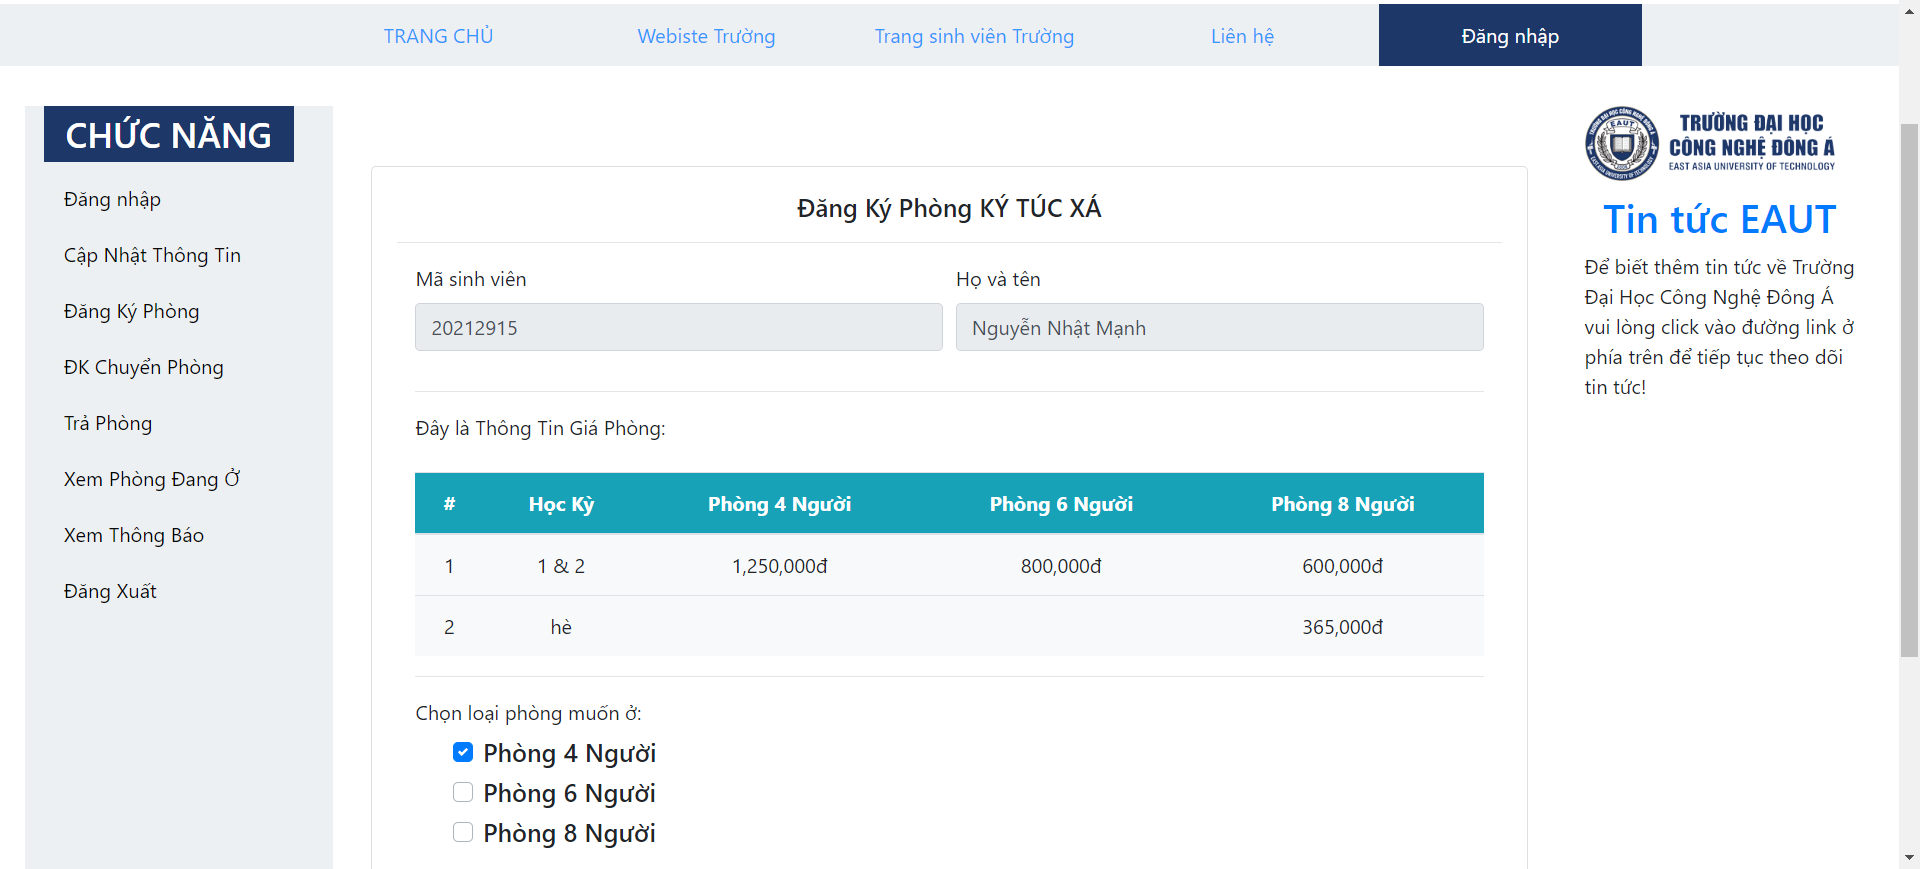 TRANG CHỦ Webiste Trường Trang sinh viên Trường Liên hệ Đăng nhập
CHỨC NĂNG
Đăng nhập
Cập Nhật Thông Tin
Đăng Ký Phòng
ĐK Chuyển Phòng
Trả Phòng
Xem Phòng Đang Ở
Xem Thông Báo
Đăng Xuất
Đăng Ký Phòng KÝ TÚC XÁ
Mã sinh viên Họ và tên
20212915 Nguyễn Nhật Mạnh
Đây là Thông Tin Giá Phòng:
# Học Kỳ Phòng 4 Người Phòng 6 Người Phòng 8 Người
1 1 & 2 1,250,000đ 800,000đ 600,000đ
2 hè 365,000đ
Chọn loại phòng muốn ở:
Phòng 4 Người
Phòng 6 Người
Phòng 8 Người
EAUT
TRƯỜNG ĐẠI HỌC
CÔNG NGHỆ ĐÔNG Á
EAST ASIA UNIVERSITY OF TECHNOLOGY
Tin tức EAUT
Để biết thêm tin tức về Trường
Đại Học Công Nghệ Đông Á
vui lòng click vào đường link ở
phía trên để tiếp tục theo dõi
tin tức!